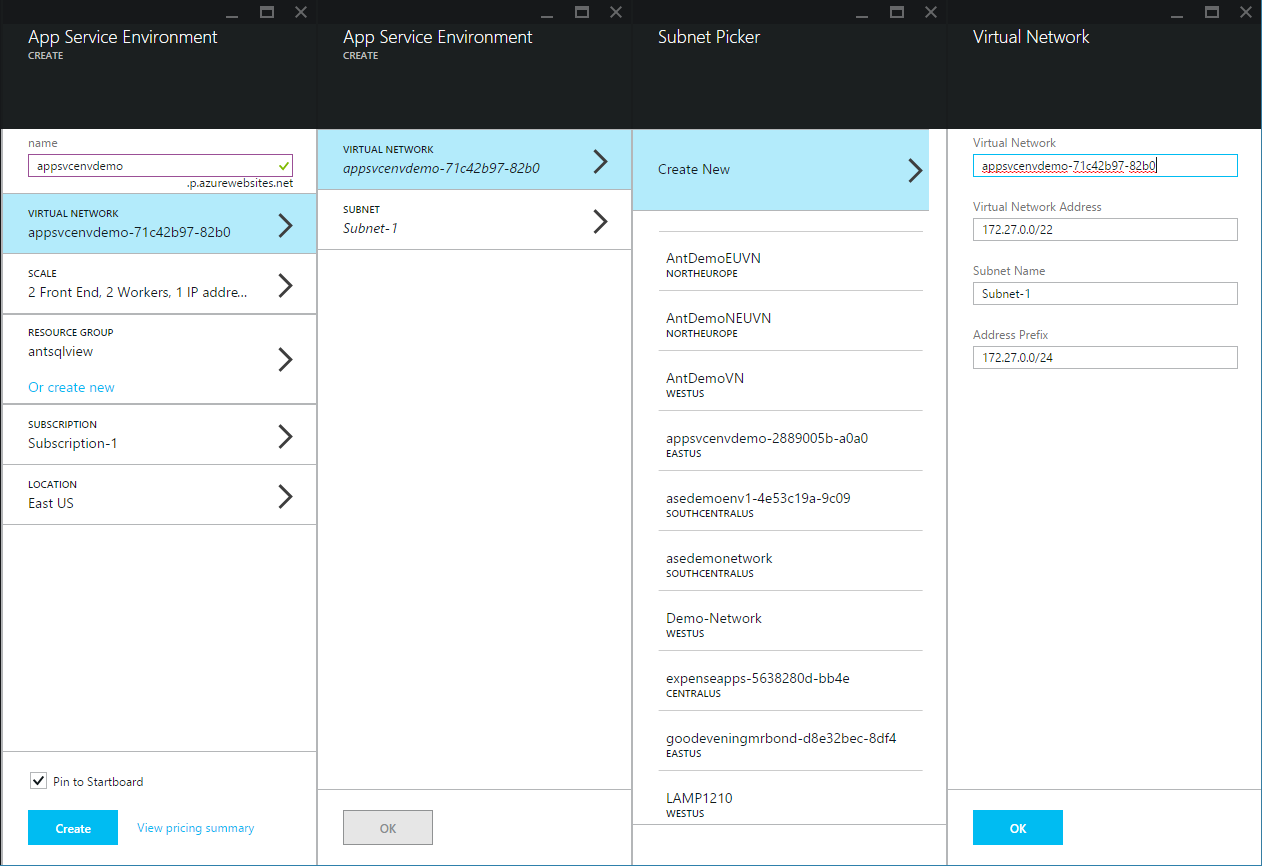 App Service Environment
CREATE
name
appsvcenvdemo
.p.azurewebsites.net
VIRTUAL NETWORK
appsvcenvdemo-71c42b97-82b0
SCALE
2 Front End, 2 Workers, 1 IP addre...
RESOURCE GROUP
antsqlview
Or create new
SUBSCRIPTION
Subscription-1
LOCATION
East US
Pin to Startboard
Create
View pricing summary
App Service Environment
CREATE
VIRTUAL NETWORK
appsvcenvdemo-71c42b97-82b0
SUBNET
Subnet-1
OK
Subnet Picker
Create New
AntDemoEUVN
NORTHEUROPE
AntDemoNEUVN
NORTHEUROPE
AntDemoVN
WESTUS
appsvcenvdemo-2889005b-a0a0
EASTUS
asedemoenv1-4e53c19a-9c09
SOUTHCENTRALUS
asedemonetwork
SOUTHCENTRALUS
Demo-Network
WESTUS
expenseapps-5638280d-bb4e
CENTRALUS
goodeveningmrbond-d8e32bec-8df4
EASTUS
LAMP1210
WESTUS
Virtual Network
Virtual Network
appsvcenvdemo-71c42b97-82b0
Virtual Network Address
172.27.0.0/22
Subnet Name
Subnet-1
Address Prefix
172.27.0.0/24
OK